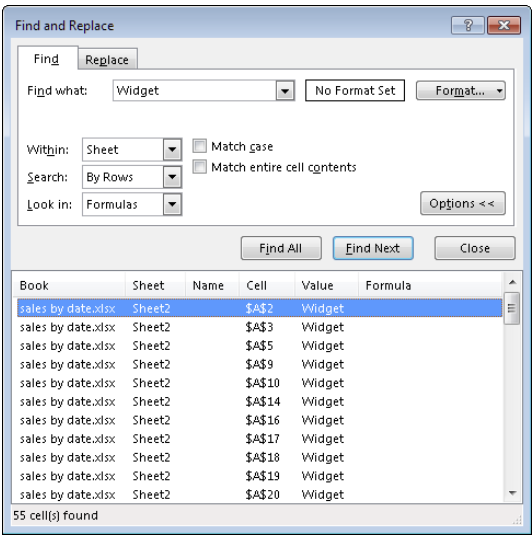 Find and Replace
Find Replace
Find what: Widget No Format Set Format...
Within: Sheet Match case
Search: By Rows Match entire cell contents
Look in: Formulas Options <<
Find All Find Next Close
Book Sheet Name Cell Value Formula
sales by date.xlsx Sheet2 $A$2 Widget
sales by date.xlsx Sheet2 $A$3 Widget
sales by date.xlsx Sheet2 $A$5 Widget
sales by date.xlsx Sheet2 $A$9 Widget
sales by date.xlsx Sheet2 $A$10 Widget
sales by date.xlsx Sheet2 $A$14 Widget
sales by date.xlsx Sheet2 $A$16 Widget
sales by date.xlsx Sheet2 $A$17 Widget
sales by date.xlsx Sheet2 $A$18 Widget
sales by date.xlsx Sheet2 $A$19 Widget
sales by date.xlsx Sheet2 $A$20 Widget
55 cell(s) found